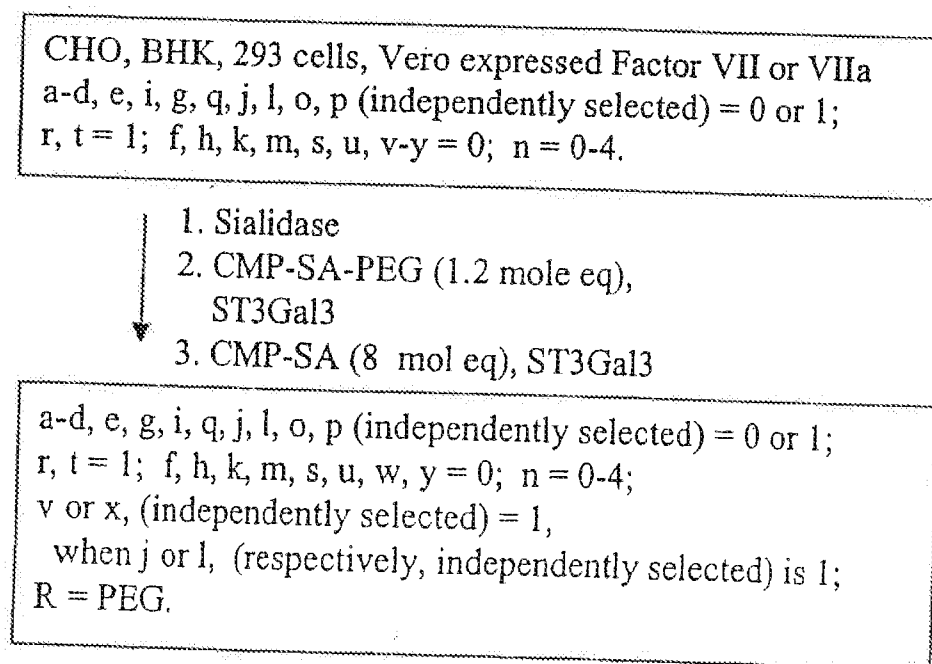 CHO, BHK, 293 cells, Vero expressed Factor VII or VIIa
a-d, e, i, g, q, j, l, o, p (independently selected) = 0 or 1;
r, t = 1; f, h, k, m, s, u, v-y = 0; n = 0-4.
1. Sialidase
2. CMP-SA-PEG (1.2 mole eq),
ST3Gal3
3. CMP-SA (8 mol eq), ST3Gal3
a-d, e, g, i, q, j, l, o, p (independently selected) = 0 or 1;
r, t = 1; f, h, k, m, s, u, w, y = 0; n = 0-4;
v or x, (independently selected) = 1,
when j or l, (respectively, independently selected) is 1;
R = PEG.